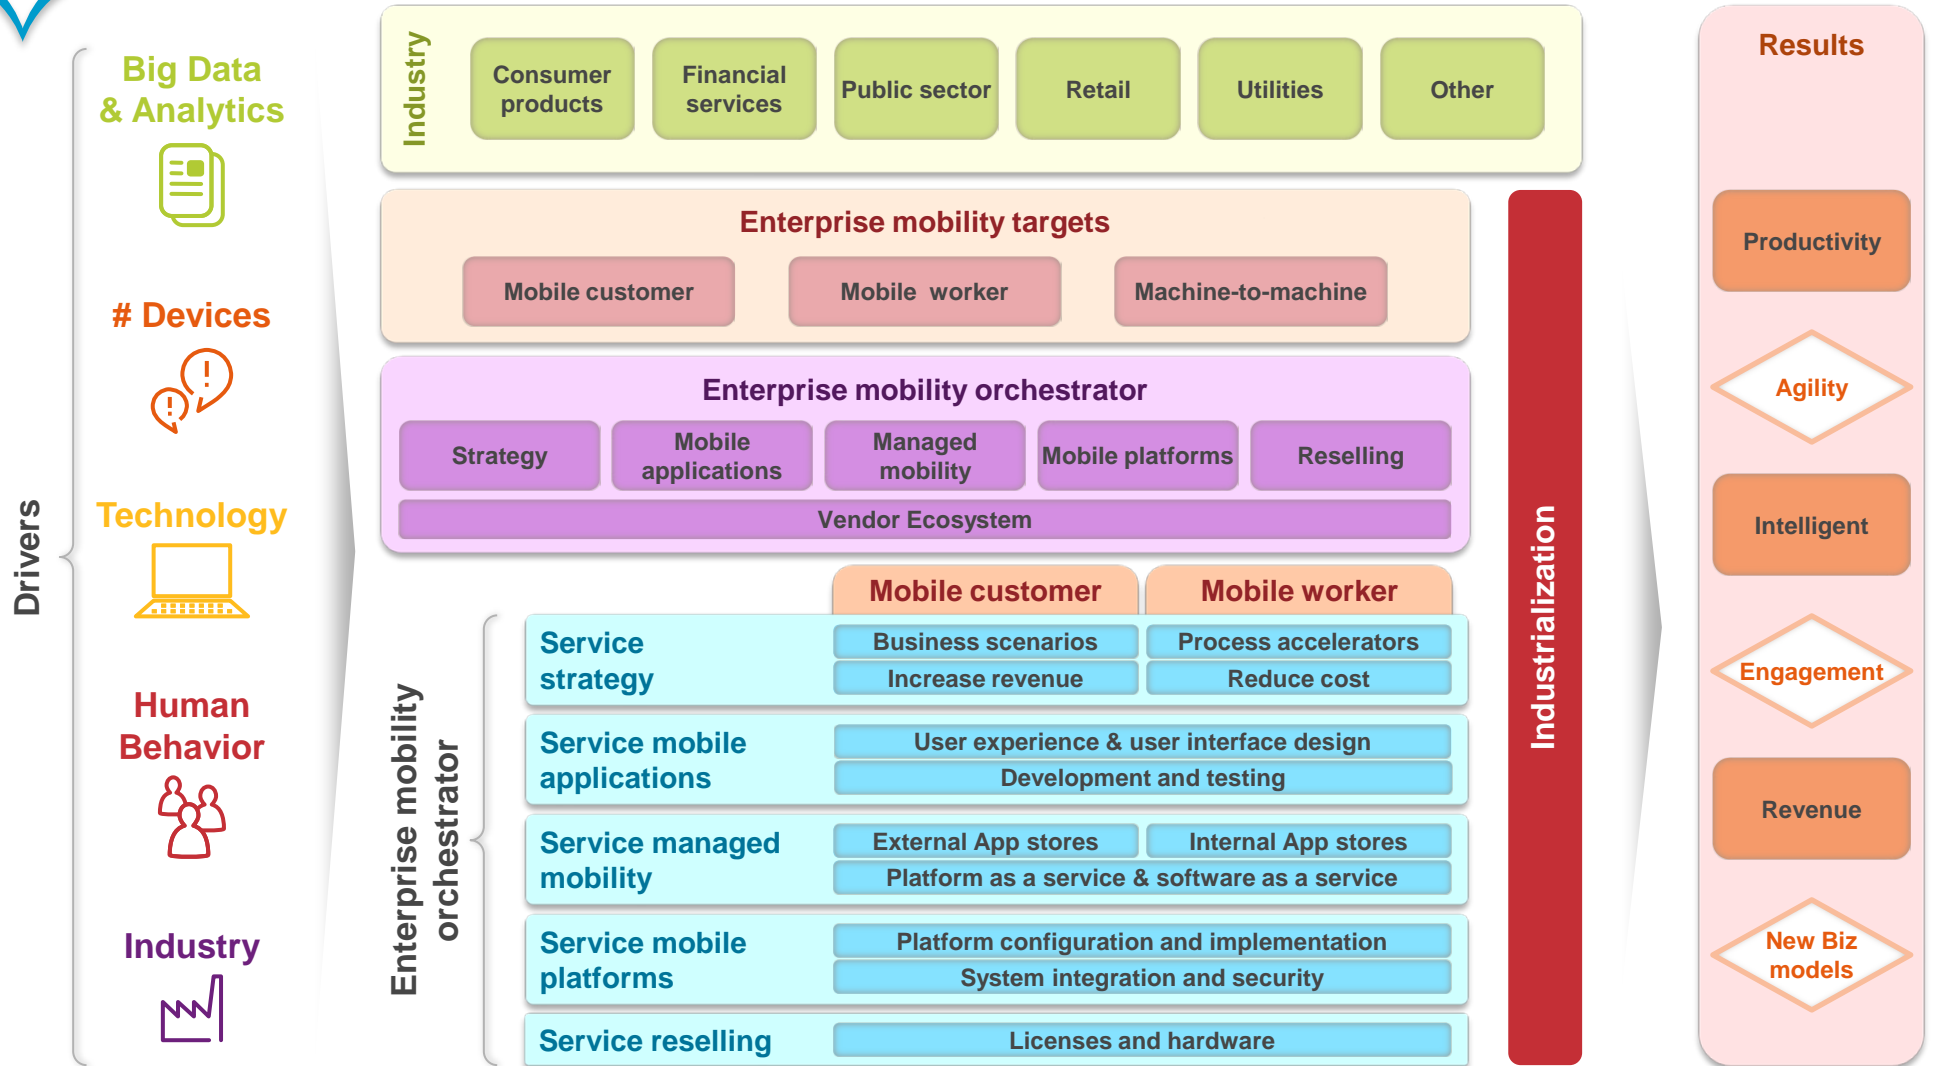 Drivers
Big Data
& Analytics
# Devices
Technology
Human
Behavior
Industry
Industry
Consumer
products
Financial
services
Public sector
Retail
Utilities
Other
Enterprise mobility targets
Mobile customer
Mobile worker
Machine-to-machine
Enterprise mobility orchestrator
Strategy
Mobile
applications
Managed
mobility
Mobile platforms
Reselling
Vendor Ecosystem
Enterprise mobility
orchestrator
Mobile customer
Mobile worker
Service
strategy
Business scenarios
Process accelerators
Increase revenue
Reduce cost
Service mobile
applications
User experience & user interface design
Development and testing
Service managed
mobility
External App stores
Internal App stores
Platform as a service & software as a service
Service mobile
platforms
Platform configuration and implementation
System integration and security
Service reselling
Licenses and hardware
Industrialization
Results
Productivity
Agility
Intelligent
Engagement
Revenue
New Biz
models